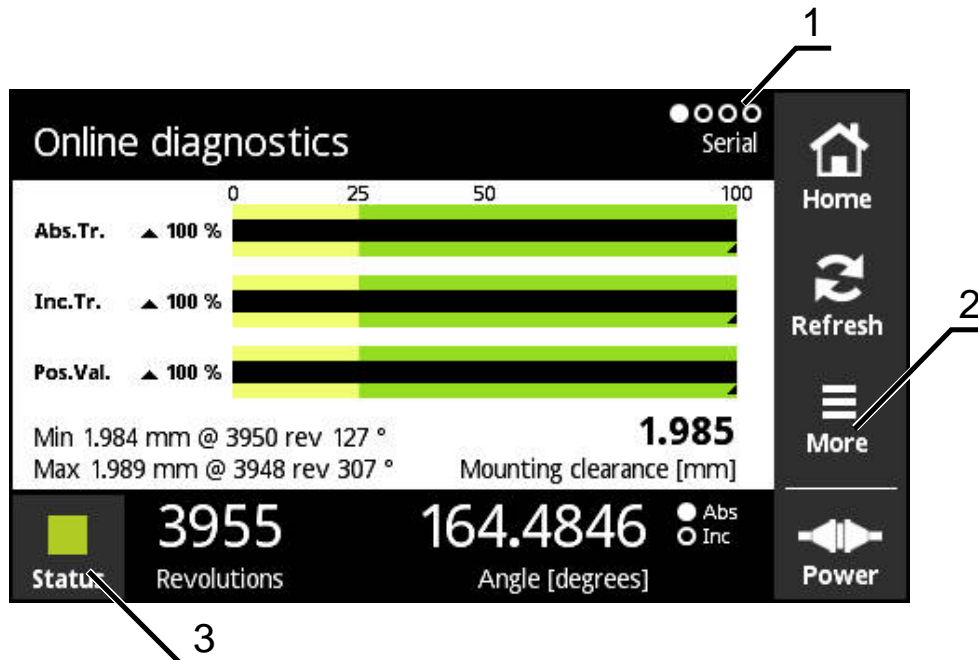 1
Online diagnostics
Serial
Home
0 25 50 100
Abs.Tr. ▲ 100 %
Inc.Tr. ▲ 100 %
Refresh
2
Pos.Val. ▲ 100 %
More
Min 1.984 mm @ 3950 rev 127 °
Max 1.989 mm @ 3948 rev 307 °
1.985
Mounting clearance [mm]
Status
3955
Revolutions
164.4846
Angle [degrees]
Abs
Inc
Power
3